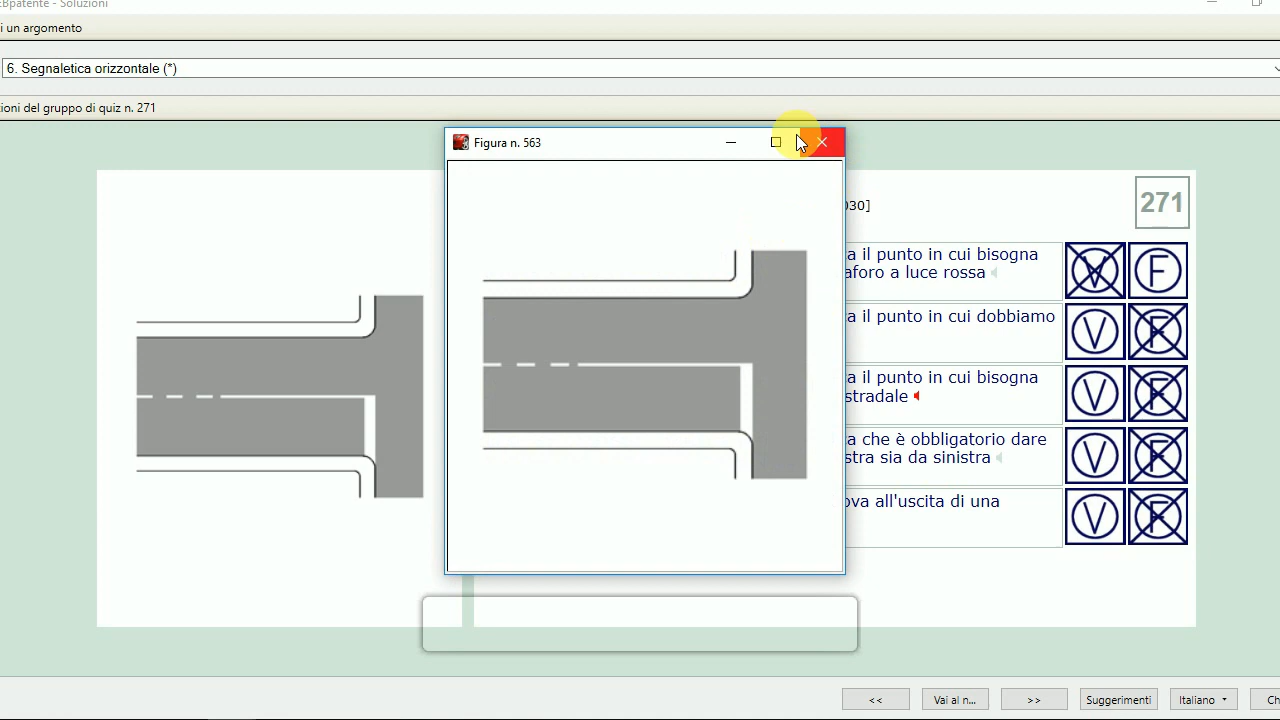 EBpatente - Soluzioni
i un argomento
6. Segnaletica orizzontale (*)
ioni del gruppo di quiz n. 271
Figura n. 563
030]
271
a il punto in cui bisogna
aforo a luce rossa
V F
a il punto in cui dobbiamo
V F
a il punto in cui bisogna
stradale
V F
a che è obbligatorio dare
stra sia da sinistra
V F
ova all'uscita di una
V F
<<
Vai al n...
>>
Suggerimenti
Italiano
Ch